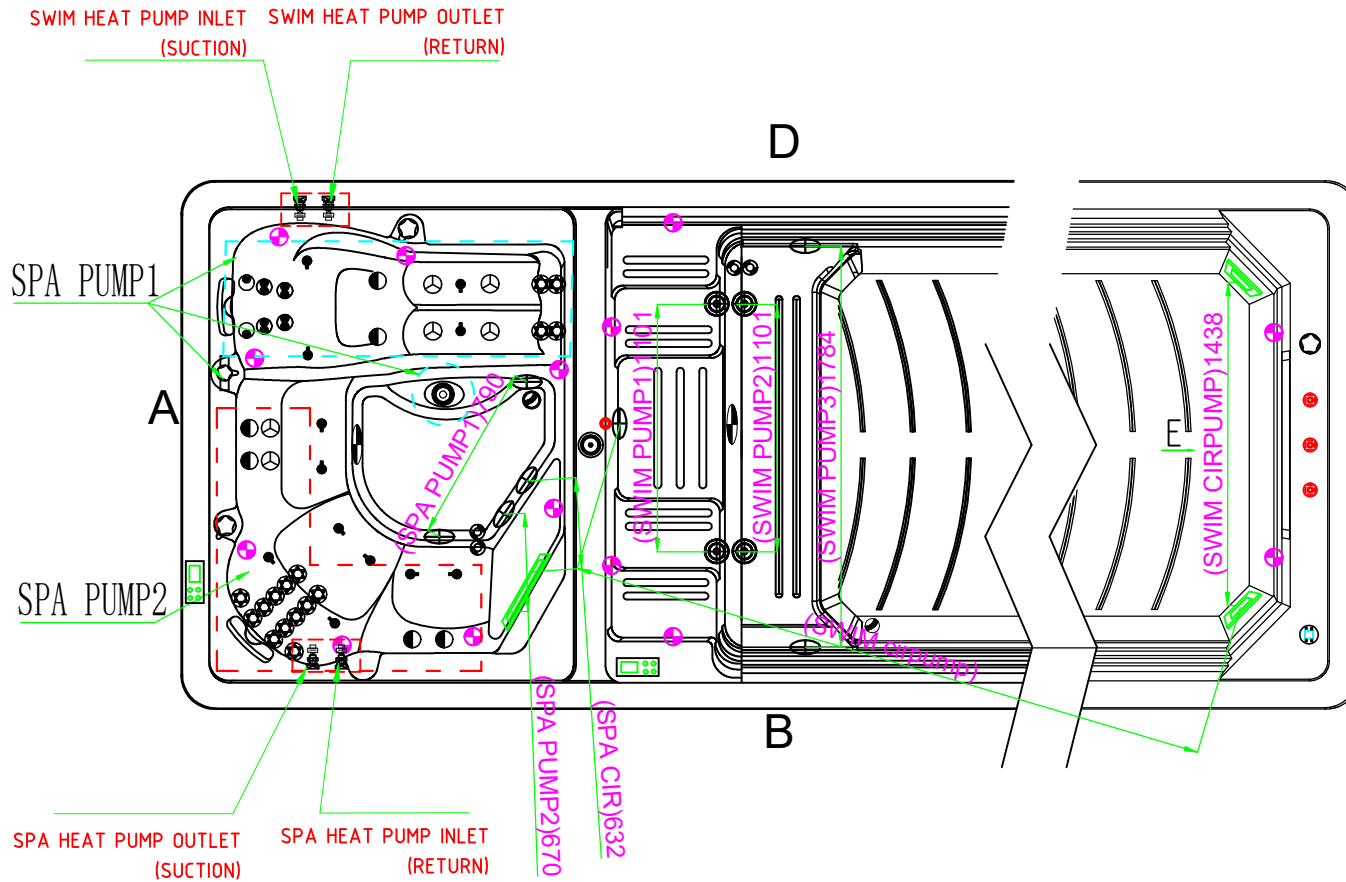 SWIM HEAT PUMP INLET
(SUCTION)
SWIM HEAT PUMP OUTLET
(RETURN)
D
SPA PUMP1
A
(SPA PUMP1)790
(SWIM PUMP1)1101
(SWIM PUMP2)1101
(SWIM PUMP3)1784
E
(SWIM CIRPUMP)1438
SPA PUMP2
(SWIM cirpump)
(SPA PUMP2)670
(SPA CIR)632
B
SPA HEAT PUMP OUTLET
(SUCTION)
SPA HEAT PUMP INLET
(RETURN)